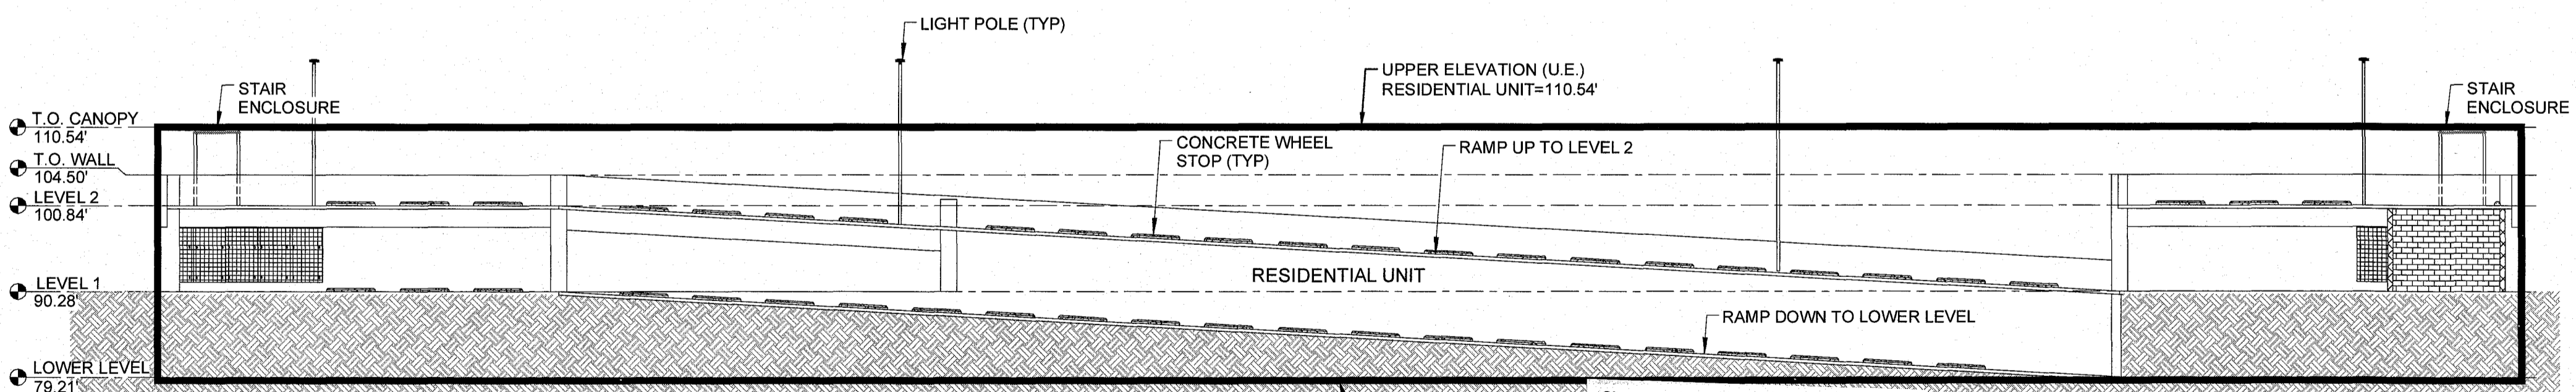 LIGHT POLE (TYP)
UPPER ELEVATION (U.E.)
RESIDENTIAL UNIT=110.54'
STAIR
ENCLOSURE
STAIR
ENCLOSURE
T.O. CANOPY
110.54'
CONCRETE WHEEL
STOP (TYP)
RAMP UP TO LEVEL 2
T.O. WALL
104.50'
LEVEL 2
100.84'
RESIDENTIAL UNIT
LEVEL 1
90.28'
RAMP DOWN TO LOWER LEVEL
LOWER LEVEL
79.21'